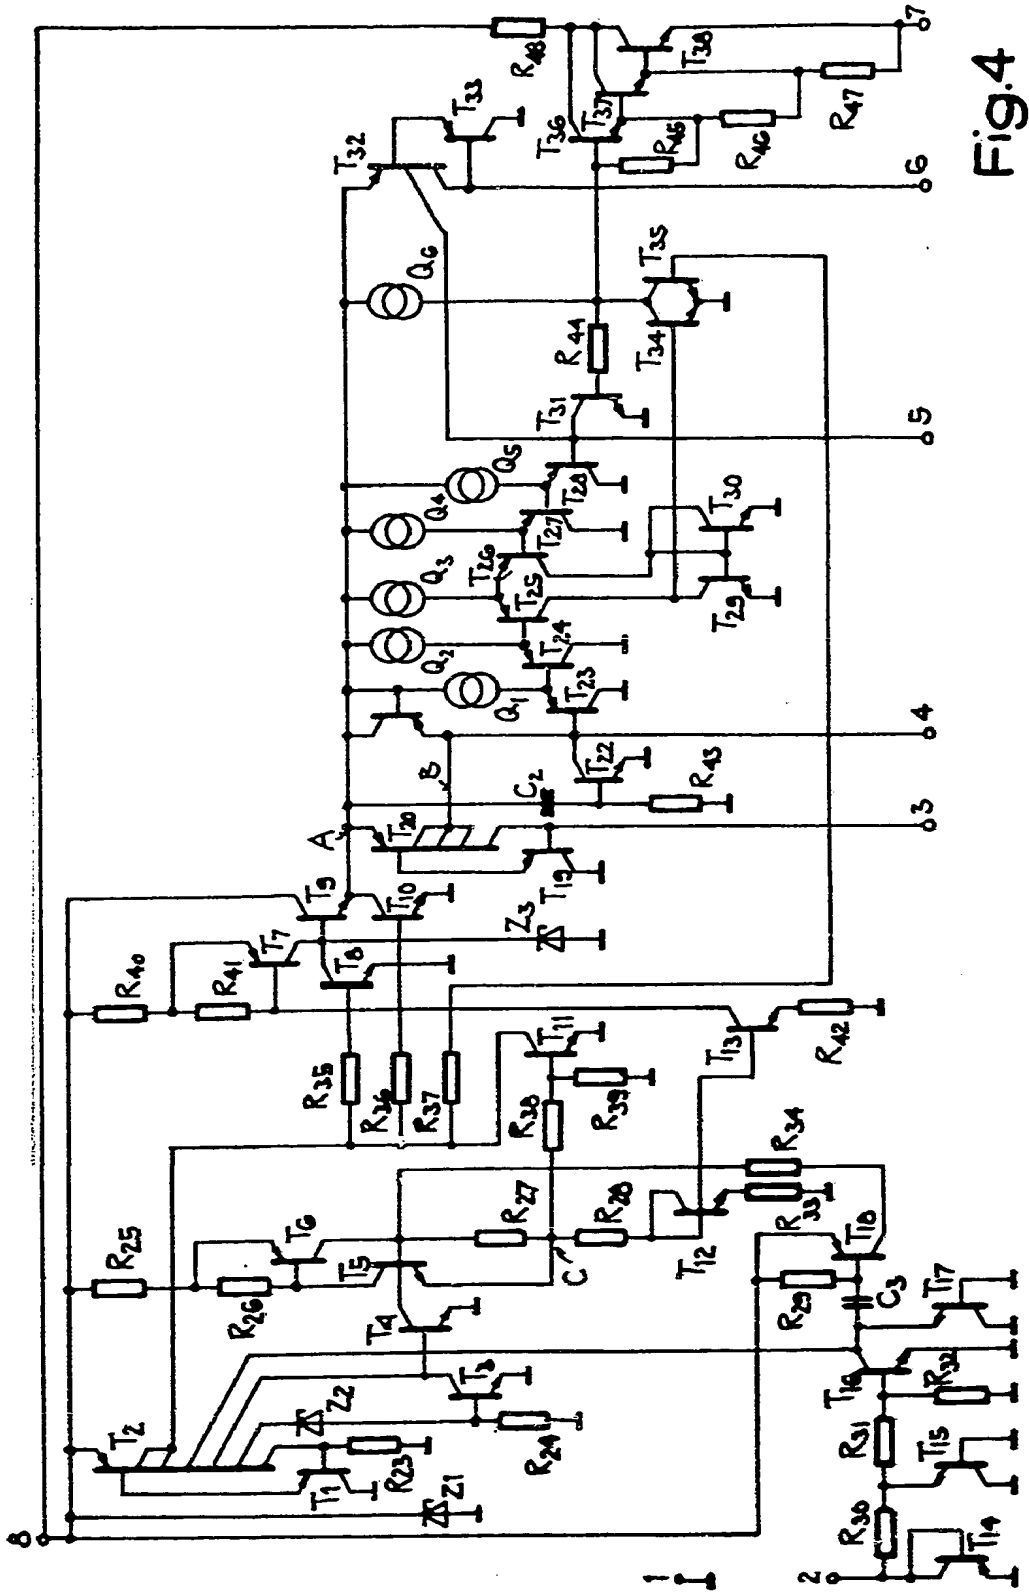 8
T2
T1
R23
Z1
Z2
R24
T3
T4
R25
R26
T6
T5
R27
C
R28
T12
R33
R34
R35
R36
R37
R38
R39
T11
R40
R41
T7
T8
T9
T10
Z3
T13
R42
A
T20
T19
B
C2
T22
R43
Q1
Q2
Q3
Q4
Q5
Q6
T23
T24
T25
T26
T27
T28
T29
T30
T31
R44
T34
T35
T32
T33
T36
T37
T38
R45
R46
R47
R48
1
2
R30
T14
T15
R31
T16
R32
T17
C3
R29
T18
3
4
5
6
7
Fig.4